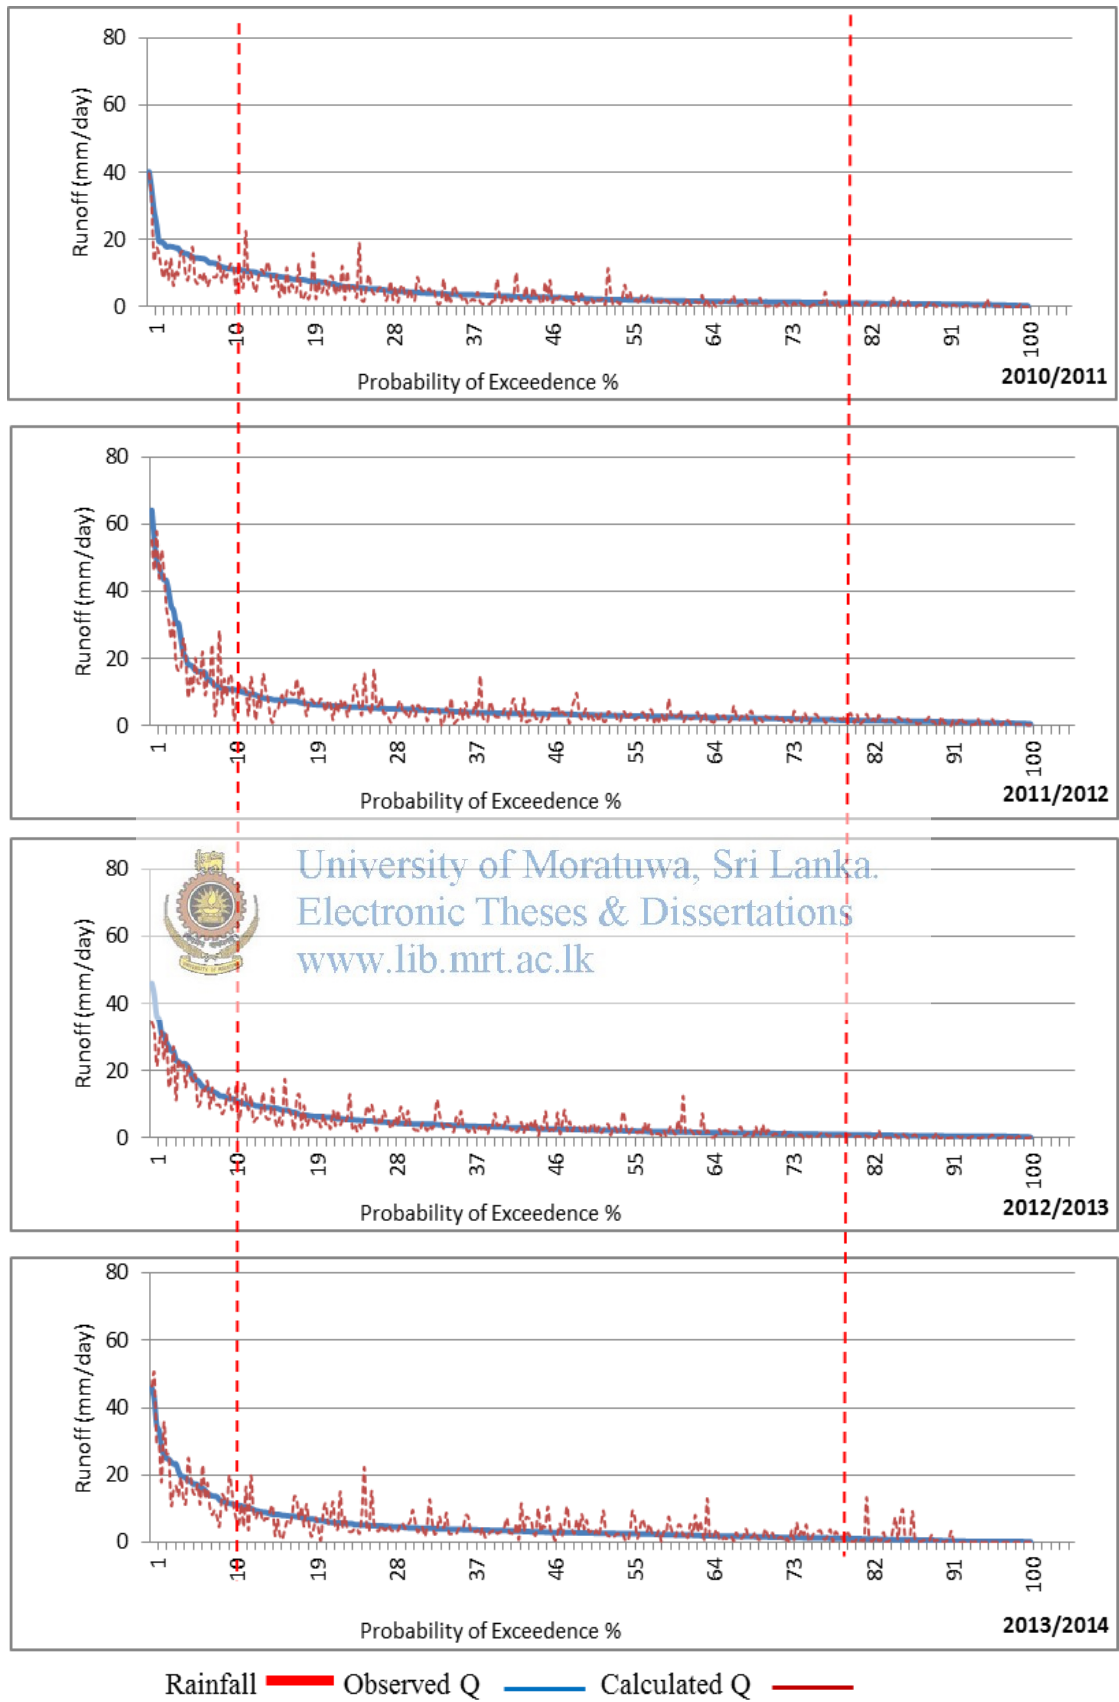 80
60
40
20
0
Runoff (mm/day)
1 10 19 28 37 46 55 64 73 82 91 100
Probability of Exceedence %
2010/2011
80
60
40
20
0
Runoff (mm/day)
1 10 19 28 37 46 55 64 73 82 91 100
Probability of Exceedence %
2011/2012
University of Moratuwa, Sri Lanka.
Electronic Theses & Dissertations
www.lib.mrt.ac.lk
80
60
40
20
0
Runoff (mm/day)
1 10 19 28 37 46 55 64 73 82 91 100
Probability of Exceedence %
2012/2013
80
60
40
20
0
Runoff (mm/day)
1 10 19 28 37 46 55 64 73 82 91 100
Probability of Exceedence %
2013/2014
Rainfall Observed Q Calculated Q